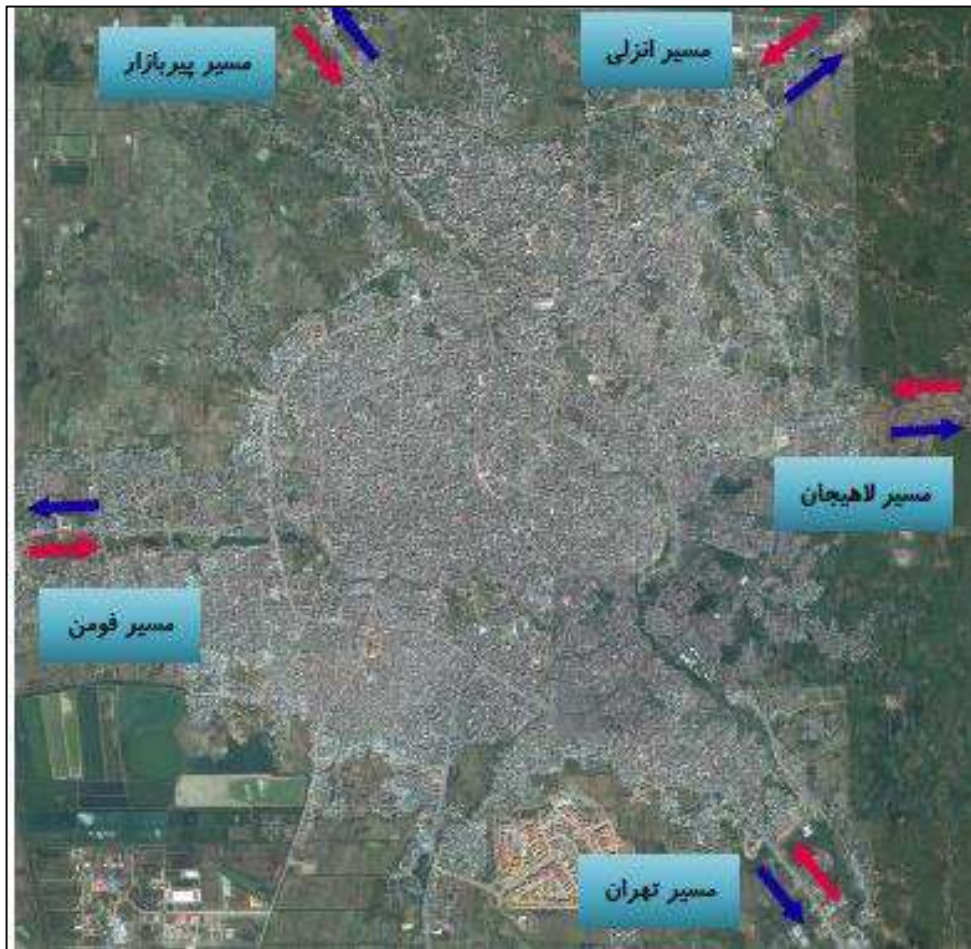 مسیر انزلی
مسیر پیربازار
مسیر لاهیجان
مسیر فومن
مسیر تهران